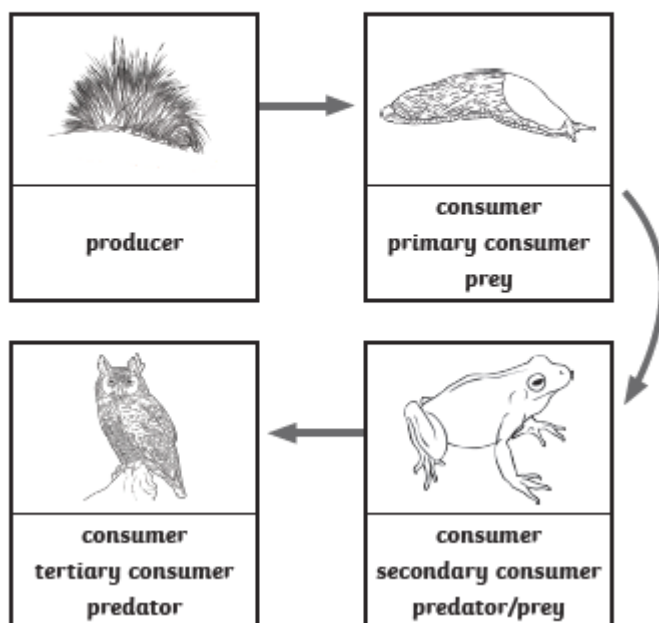 producer
consumer
primary consumer
prey
consumer
tertiary consumer
predator
consumer
secondary consumer
predator/prey